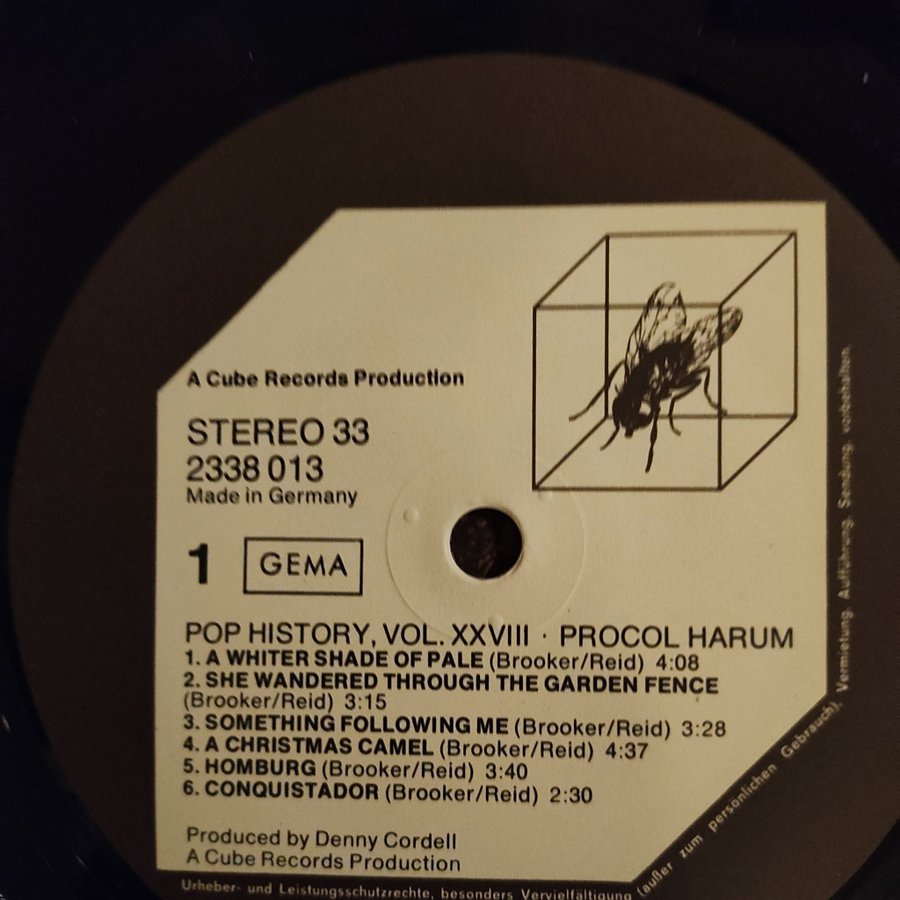 A Cube Records Production
STEREO 33
2338 013
Made in Germany
1
GEMA
POP HISTORY, VOL. XXVIII · PROCOL HARUM
1. A WHITER SHADE OF PALE (Brooker/Reid) 4:08
2. SHE WANDERED THROUGH THE GARDEN FENCE
(Brooker/Reid) 3:15
3. SOMETHING FOLLOWING ME (Brooker/Reid) 3:28
4. A CHRISTMAS CAMEL (Brooker/Reid) 4:37
5. HOMBURG (Brooker/Reid) 3:40
6. CONQUISTADOR (Brooker/Reid) 2:30
Produced by Denny Cordell
A Cube Records Production
Urheber- und Leistungsschutzrechte, besonders Vervielfältigung (außer zum persönlichen Gebrauch), Vermietung. Aufführung. Sendung. vorbehalten.